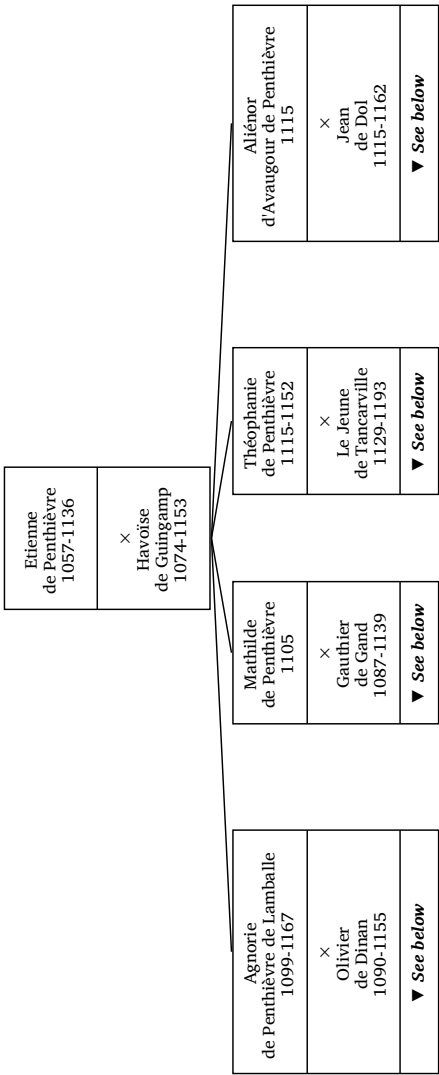 Etienne
de Penthièvre
1057-1136
×
Havoïse
de Guingamp
1074-1153
Agnorie
de Penthièvre de Lamballe
1099-1167
×
Olivier
de Dinan
1090-1155
▼ See below
Mathilde
de Penthièvre
1105
×
Gauthier
de Gand
1087-1139
▼ See below
Théophanie
de Penthièvre
1115-1152
×
Le Jeune
de Tancarville
1129-1193
▼ See below
Aliénor
d'Avaugour de Penthièvre
1115
×
Jean
de Dol
1115-1162
▼ See below